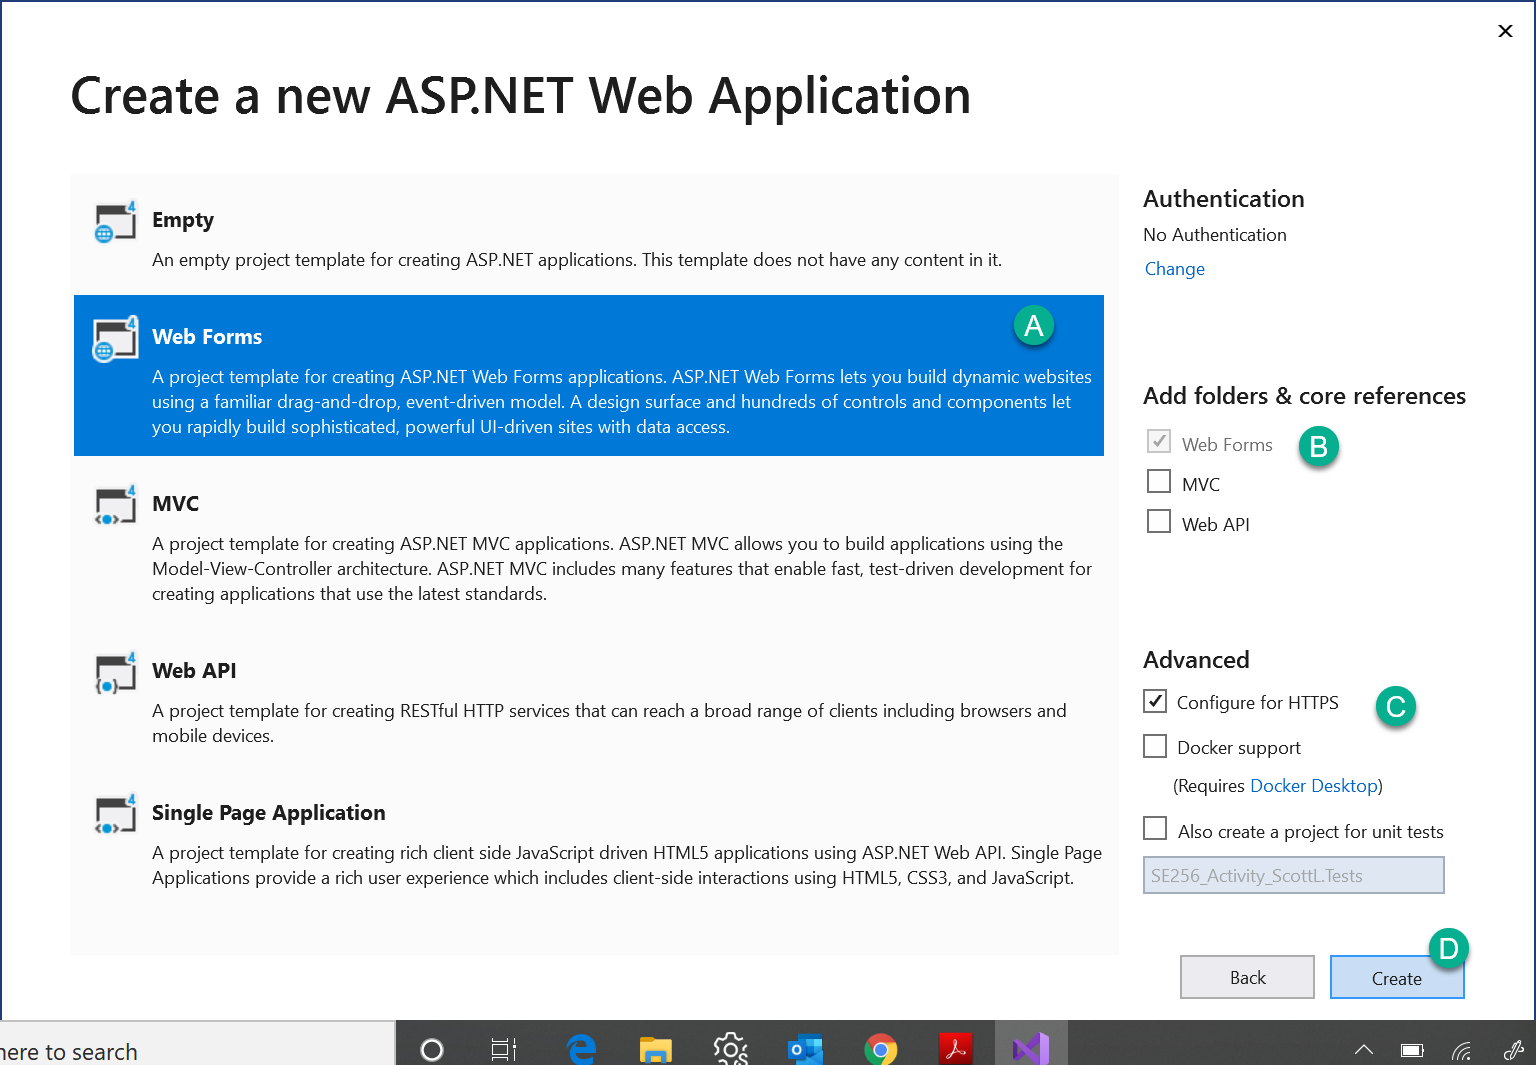 Create a new ASP.NET Web Application
Empty
An empty project template for creating ASP.NET applications. This template does not have any content in it.
Web Forms
A
A project template for creating ASP.NET Web Forms applications. ASP.NET Web Forms lets you build dynamic websites
using a familiar drag-and-drop, event-driven model. A design surface and hundreds of controls and components let
you rapidly build sophisticated, powerful UI-driven sites with data access.
MVC
A project template for creating ASP.NET MVC applications. ASP.NET MVC allows you to build applications using the
Model-View-Controller architecture. ASP.NET MVC includes many features that enable fast, test-driven development for
creating applications that use the latest standards.
Web API
A project template for creating RESTful HTTP services that can reach a broad range of clients including browsers and
mobile devices.
Single Page Application
A project template for creating rich client side JavaScript driven HTML5 applications using ASP.NET Web API. Single Page
Applications provide a rich user experience which includes client-side interactions using HTML5, CSS3, and JavaScript.
Authentication
No Authentication
Change
Add folders & core references
Web Forms
B
MVC
Web API
Advanced
Configure for HTTPS
C
Docker support
(Requires Docker Desktop)
Also create a project for unit tests
SE256_Activity_ScottL.Tests
D
Back
Create
to search